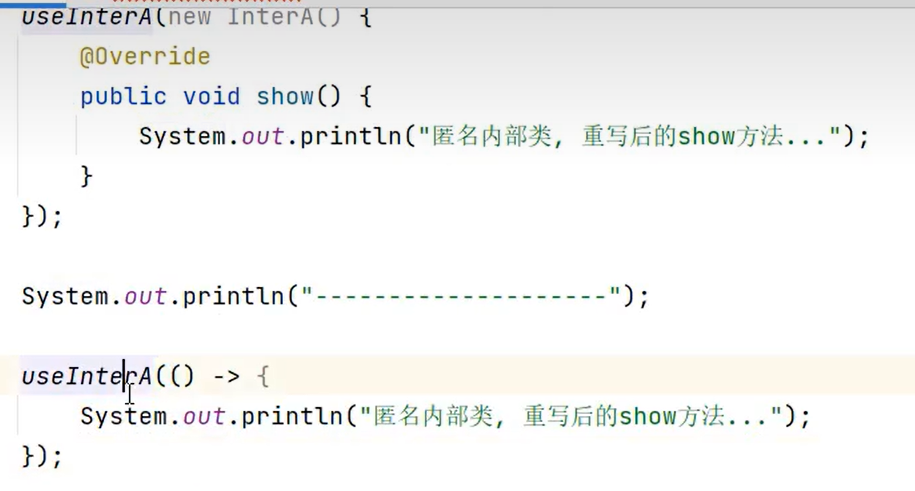 useInterA(new InterA() {
@Override
public void show() {
System.out.println("匿名内部类, 重写后的show方法...");
}
});
System.out.println("--------------------");
useInterA(() -> {
System.out.println("匿名内部类, 重写后的show方法...");
});